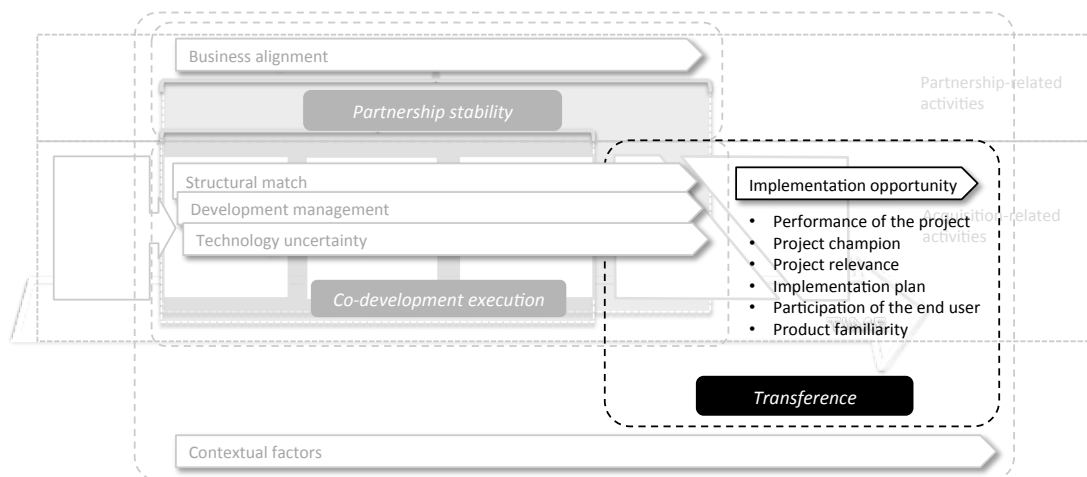 Business alignment
Partnership-related
activities
Partnership stability
Structural match
Development management
Technology uncertainty
Co-development execution
Implementation opportunity
Acquisition-related
activities
• Performance of the project
• Project champion
• Project relevance
• Implementation plan
• Participation of the end user
• Product familiarity
Transference
Contextual factors